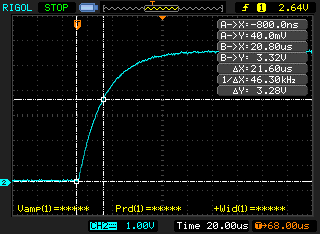 RIGOL STOP T f 1 2.64V
T
A->X:-800.0ns
A->Y:40.0mV
B->X:20.80us
B->Y: 3.32V
ΔX:21.60us
1/ΔX:46.30kHz
ΔY: 3.28V
2
Vamp(1)=***** Prd(1)=***** +Wid(1)=*****
CH2 1.00V Time 20.00us T→68.00us